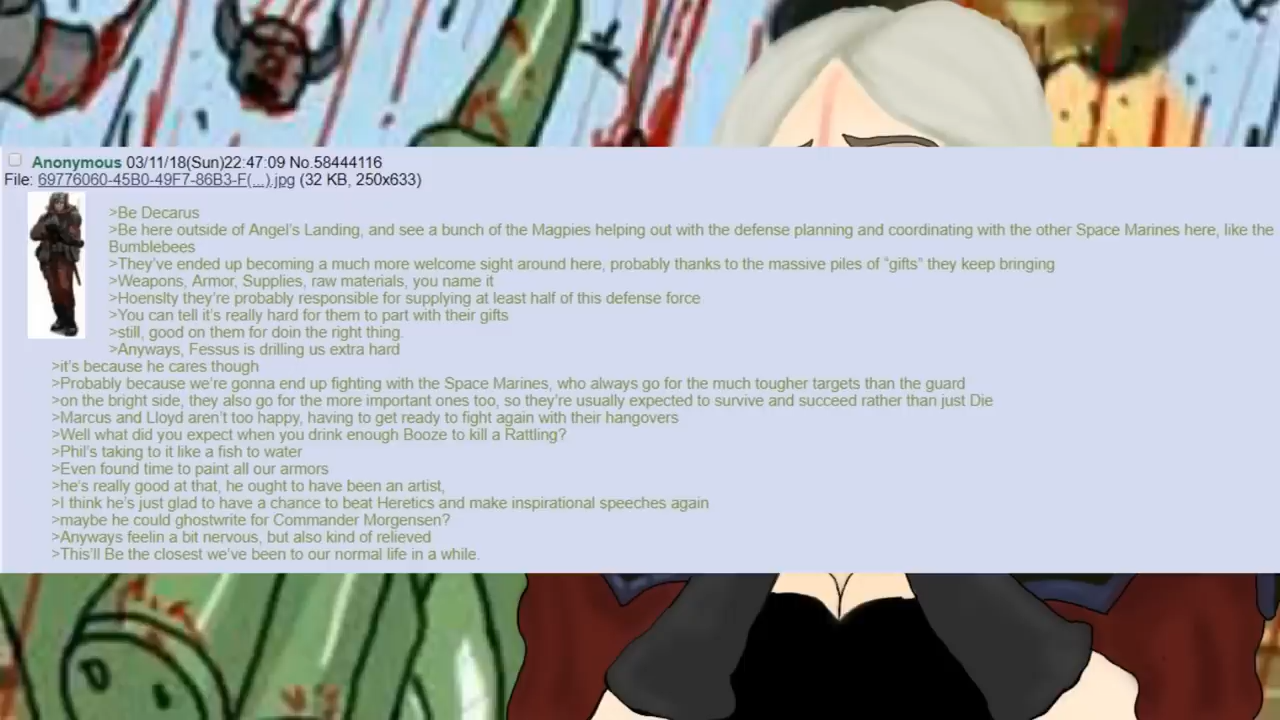 Anonymous 03/11/18(Sun)22:47:09 No.58444116
File: 69776060-45B0-49F7-86B3-F(...).jpg (32 KB, 250x633)
>Be Decarus
>Be here outside of Angel's Landing, and see a bunch of the Magpies helping out with the defense planning and coordinating with the other Space Marines here, like the
Bumblebees
>They've ended up becoming a much more welcome sight around here, probably thanks to the massive piles of "gifts" they keep bringing
>Weapons, Armor, Supplies, raw materials, you name it
>Hoenslty they're probably responsible for supplying at least half of this defense force
>You can tell it's really hard for them to part with their gifts
>still, good on them for doin the right thing.
>Anyways, Fessus is drilling us extra hard
>it's because he cares though
>Probably because we're gonna end up fighting with the Space Marines, who always go for the much tougher targets than the guard
>on the bright side, they also go for the more important ones too, so they're usually expected to survive and succeed rather than just Die
>Marcus and Lloyd aren't too happy, having to get ready to fight again with their hangovers
>Well what did you expect when you drink enough Booze to kill a Rattling?
>Phil's taking to it like a fish to water
>Even found time to paint all our armors
>he's really good at that, he ought to have been an artist,
>I think he's just glad to have a chance to beat Heretics and make inspirational speeches again
>maybe he could ghostwrite for Commander Morgensen?
>Anyways feelin a bit nervous, but also kind of relieved
>This'll Be the closest we've been to our normal life in a while.